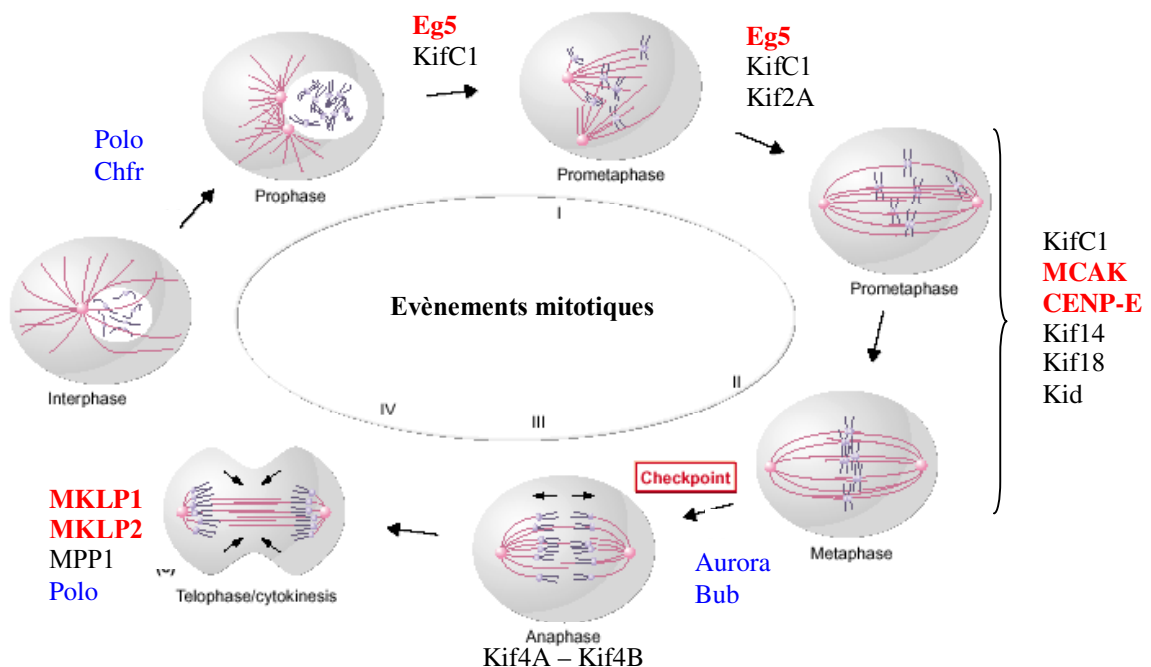 Eg5
KifC1
Eg5
KifC1
Kif2A
Polo
Chfr
Prophase
Prometaphase
I
Prometaphase
KifC1
MCAK
CENP-E
Kif14
Kif18
Kid
Evènements mitotiques
Interphase
II
IV
III
Checkpoint
Metaphase
MKLP1
MKLP2
MPP1
Polo
Telophase/cytokinesis
Aurora
Bub
Anaphase
Kif4A – Kif4B